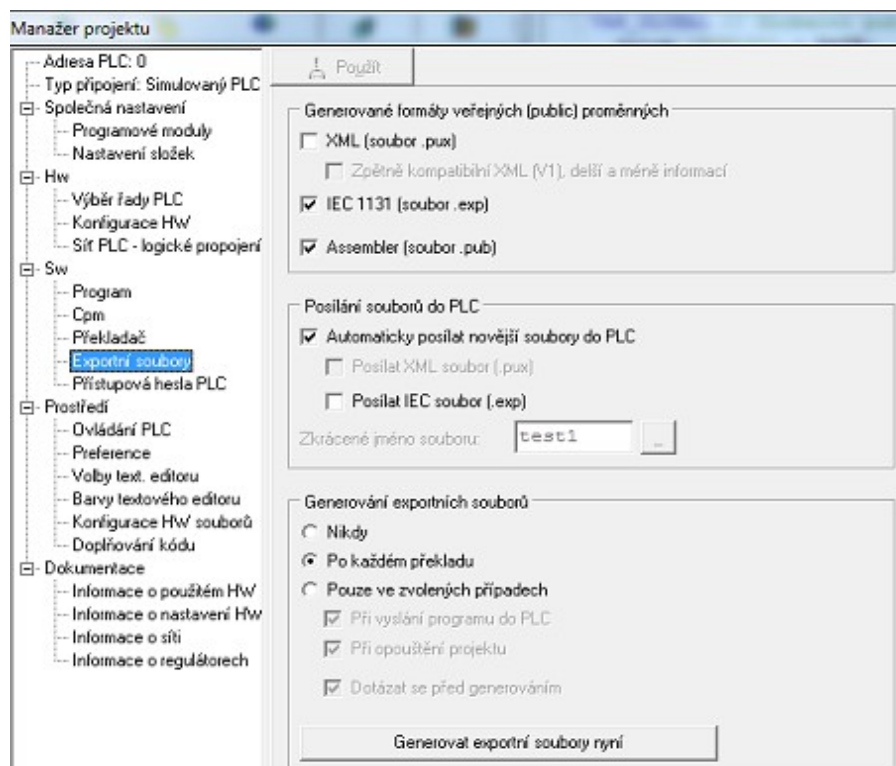 Manažer projektu
Adresa PLC: 0
Typ připojení: Simulovaný PLC
Společná nastavení
Programové moduly
Nastavení složek
Hw
Výběr řady PLC
Konfigurace HW
Síť PLC - logické propojení
Sw
Program
Cpm
Překladač
Exportní soubory
Přístupová hesla PLC
Prostředí
Ovládání PLC
Preference
Volby text. editoru
Barvy textového editoru
Konfigurace HW souborů
Doplňování kódu
Dokumentace
Informace o použitém HW
Informace o nastavení HW
Informace o síti
Informace o regulátorech
Použít
Generované formáty veřejných (public) proměnných
XML (soubor .pux)
Zpětně kompatibilní XML (V1), delší a méně informací
IEC 1131 (soubor .exp)
Assembler (soubor .pub)
Posílání souborů do PLC
Automaticky posílat novější soubory do PLC
Posílat XML soubor (.pux)
Posílat IEC soubor (.exp)
Zkrácené jméno souboru: test1 ...
Generování exportních souborů
Nikdy
Po každém překladu
Pouze ve zvolených případech
Při vyslání programu do PLC
Při opouštění projektu
Dotázat se před generováním
Generovat exportní soubory nyní